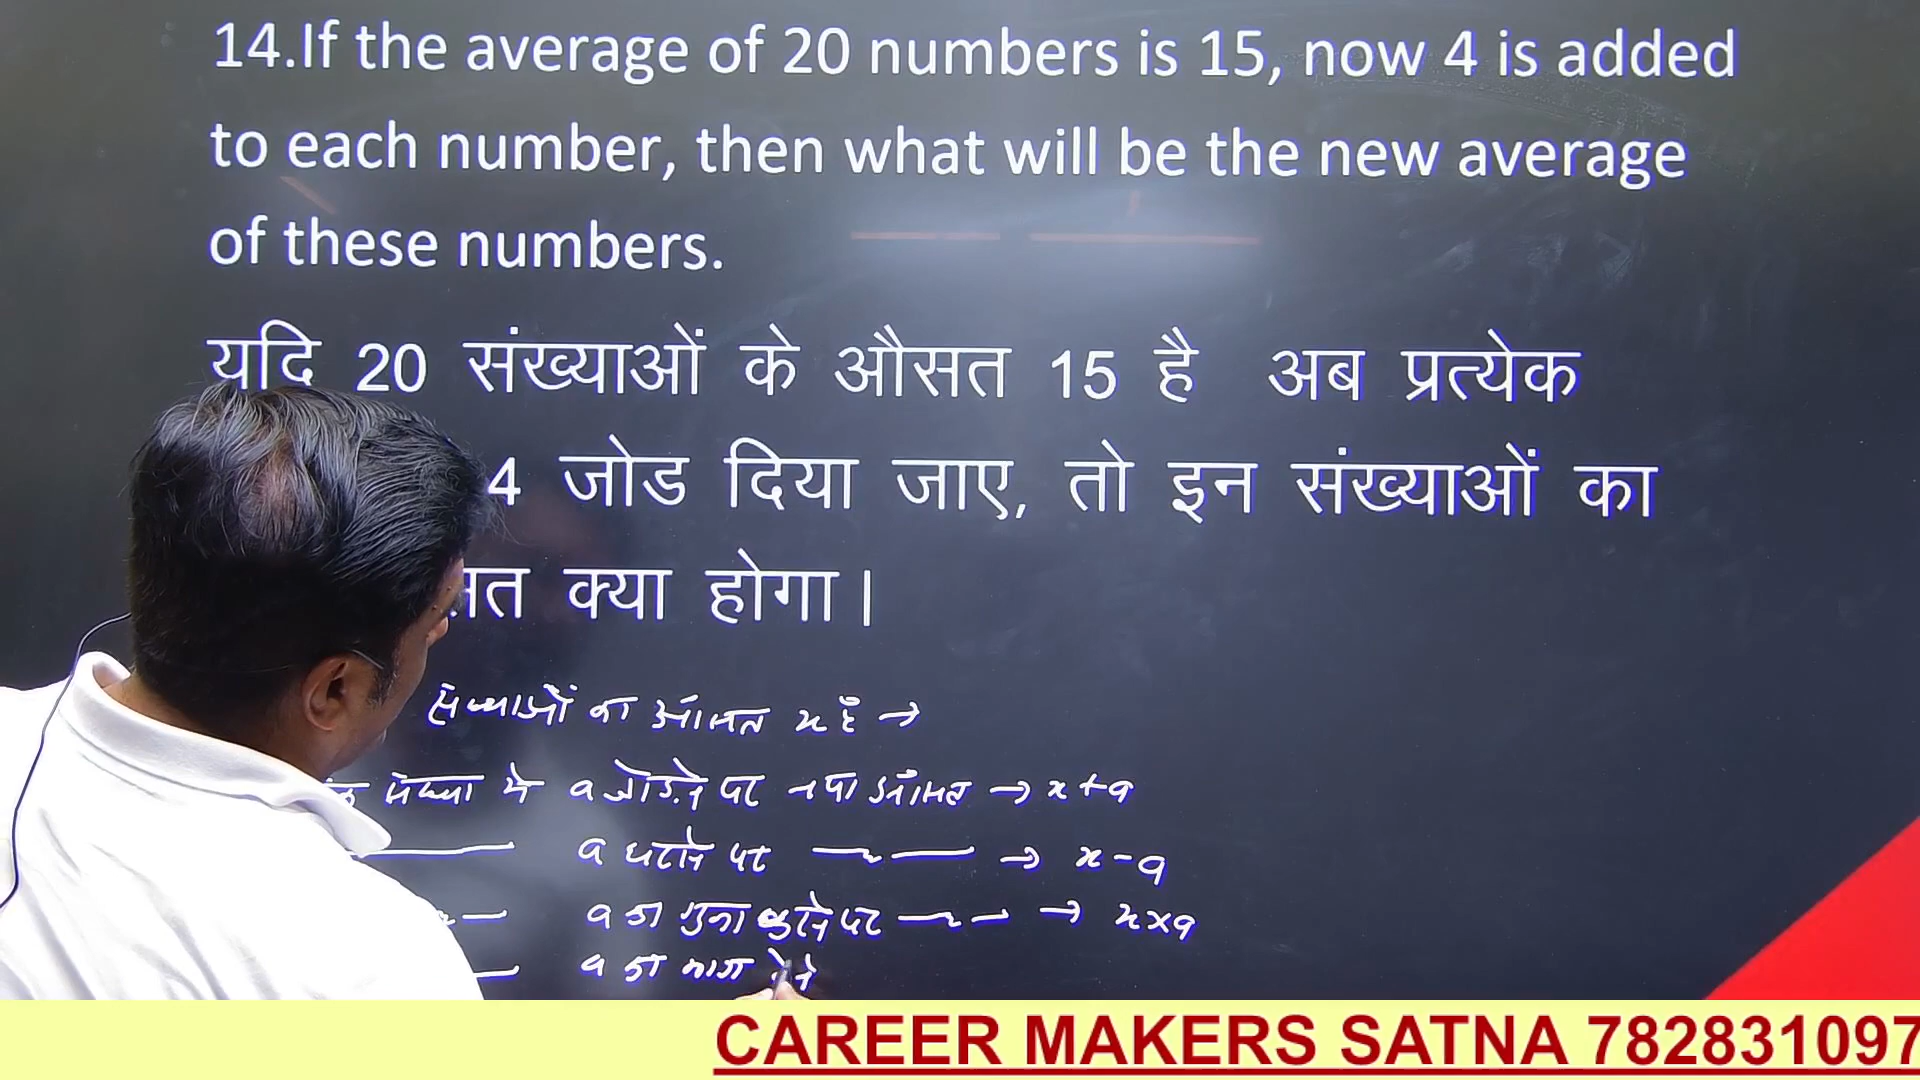 14.If the average of 20 numbers is 15, now 4 is added
to each number, then what will be the new average
of these numbers.
यदि 20 संख्याओं के औसत 15 है अब प्रत्येक
4 जोड दिया जाए, तो इन संख्याओं का
क्या होगा।
संख्याओं का औसत x है →
संख्या में a जोड़ने पर नया औसत → x+a
a घटाने पर → x-a
a का गुणा करने पर → x×a
a का भाग देने
CAREER MAKERS SATNA 782831097